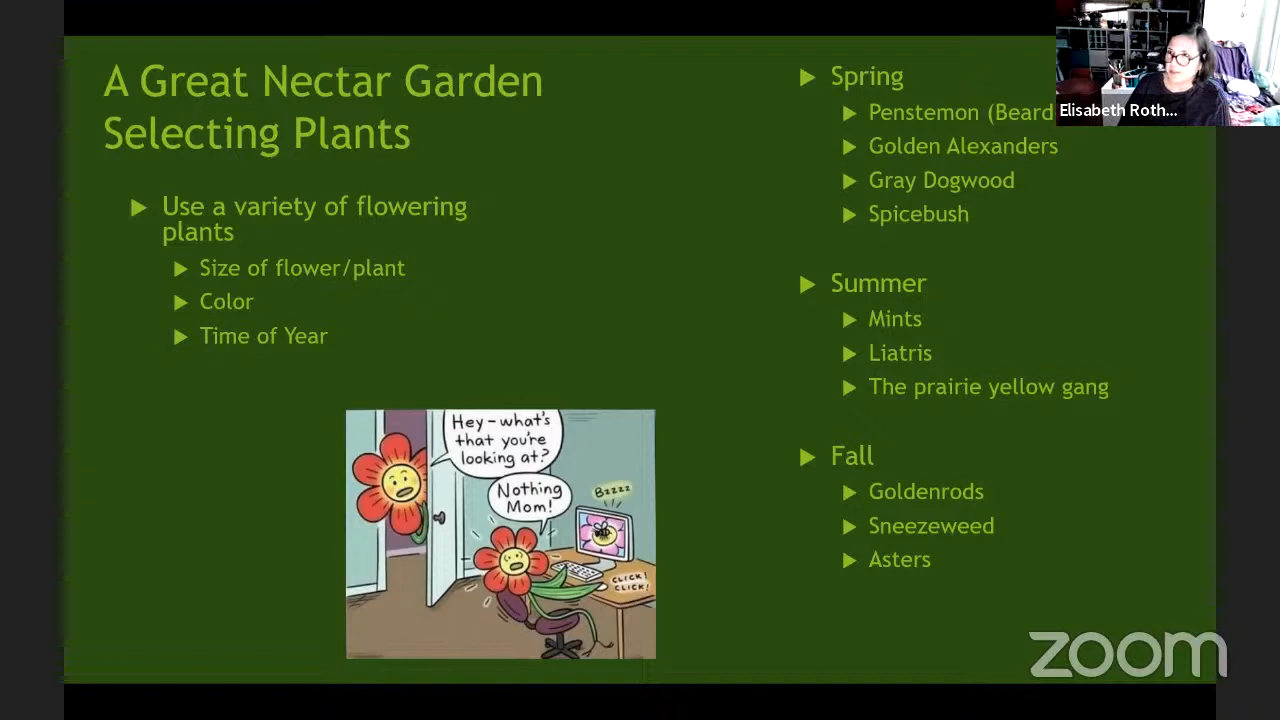 A Great Nectar Garden
Selecting Plants
Use a variety of flowering
plants
Size of flower/plant
Color
Time of Year
Hey-what's
that you're
looking at?
Nothing
Mom!
Bzzzz
CLICK!
CLICK!
Spring
Penstemon (Beard
Golden Alexanders
Gray Dogwood
Spicebush
Summer
Mints
Liatris
The prairie yellow gang
Fall
Goldenrods
Sneezeweed
Asters
Elisabeth Roth...
zoom